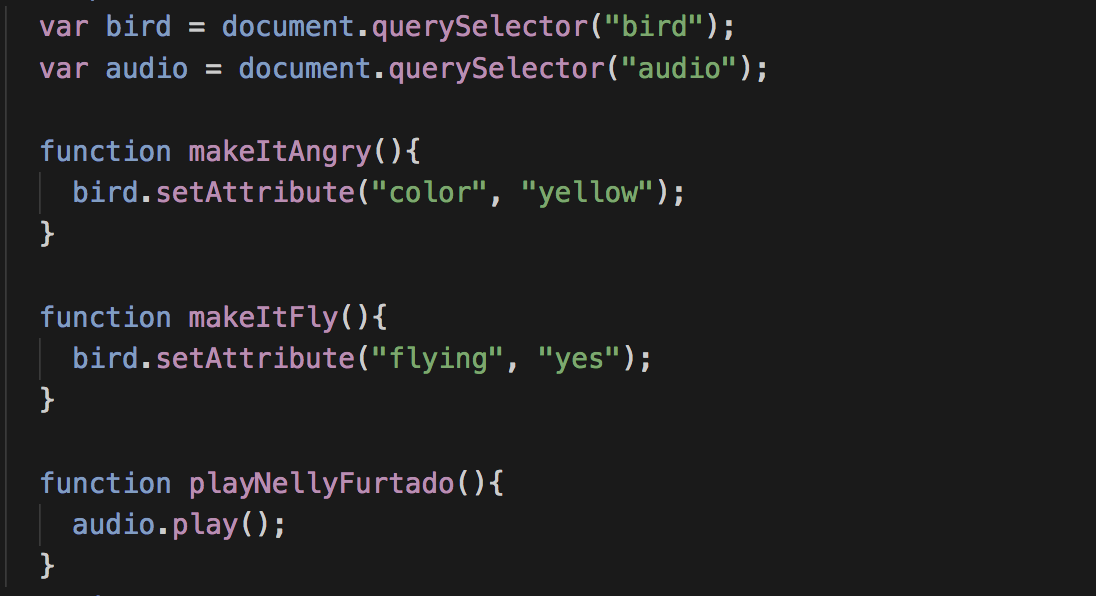 var bird = document.querySelector("bird");
var audio = document.querySelector("audio");
function makeItAngry(){
bird.setAttribute("color", "yellow");
}
function makeItFly(){
bird.setAttribute("flying", "yes");
}
function playNellyFurtado(){
audio.play();
}